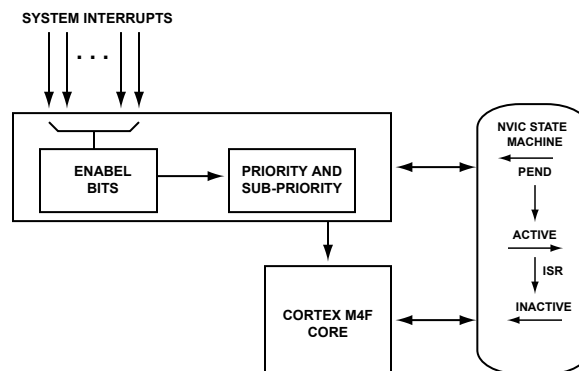 SYSTEM INTERRUPTS
. . .
ENABEL
BITS
PRIORITY AND
SUB-PRIORITY
CORTEX M4F
CORE
NVIC STATE
MACHINE
PEND
ACTIVE
ISR
INACTIVE